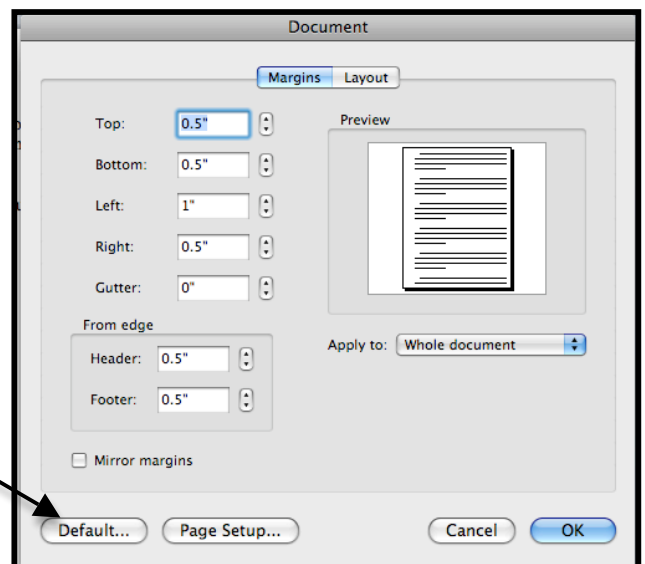 Document
Margins Layout
Top: 0.5" Preview
Bottom: 0.5"
Left: 1"
Right: 0.5"
Gutter: 0"
From edge
Header: 0.5" Apply to: Whole document
Footer: 0.5"
Mirror margins
Default... Page Setup... Cancel OK